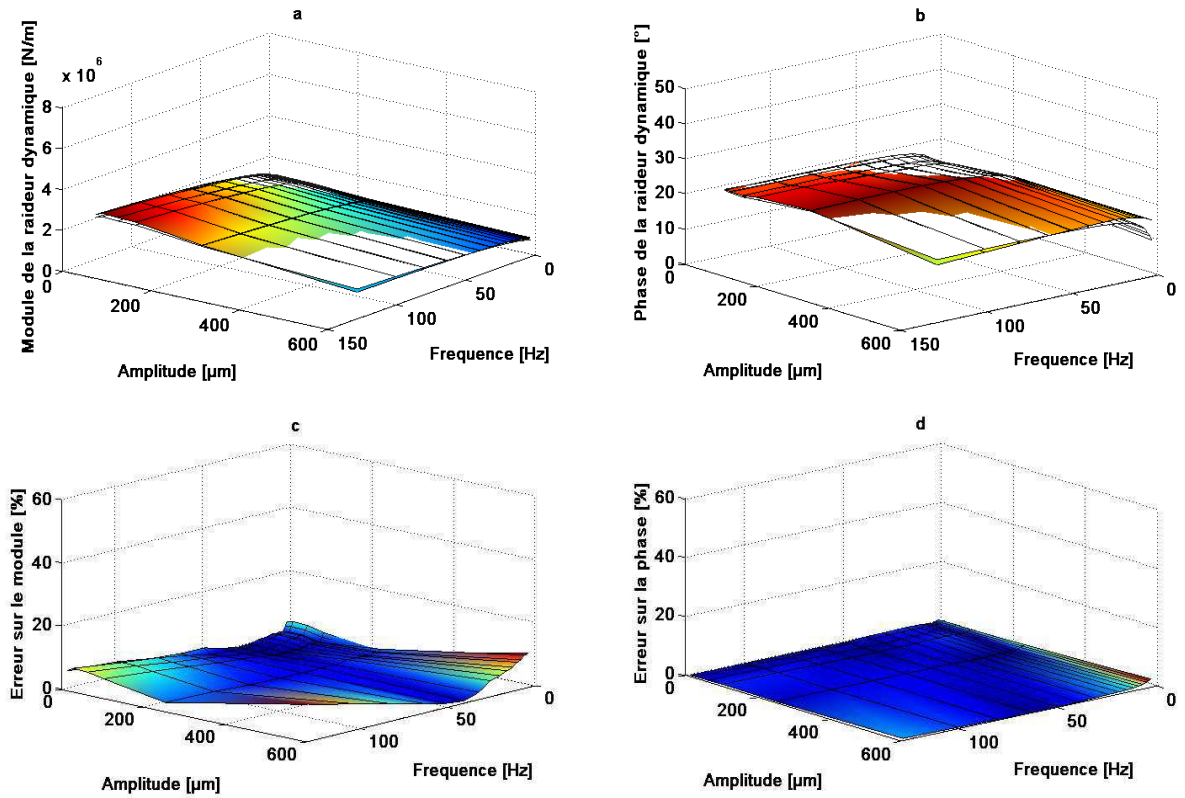 a
Module de la raideur dynamique [N/m]
x 10 6
8
6
4
2
0
0
200
400
600
Amplitude [µm]
150
100
50
0
Frequence [Hz]
b
Phase de la raideur dynamique [°]
50
40
30
20
10
0
0
200
400
600
Amplitude [µm]
150
100
50
0
Frequence [Hz]
c
Erreur sur le module [%]
60
40
20
0
0
200
400
600
Amplitude [µm]
100
50
0
Frequence [Hz]
d
Erreur sur la phase [%]
60
40
20
0
0
200
400
600
Amplitude [µm]
100
50
0
Frequence [Hz]